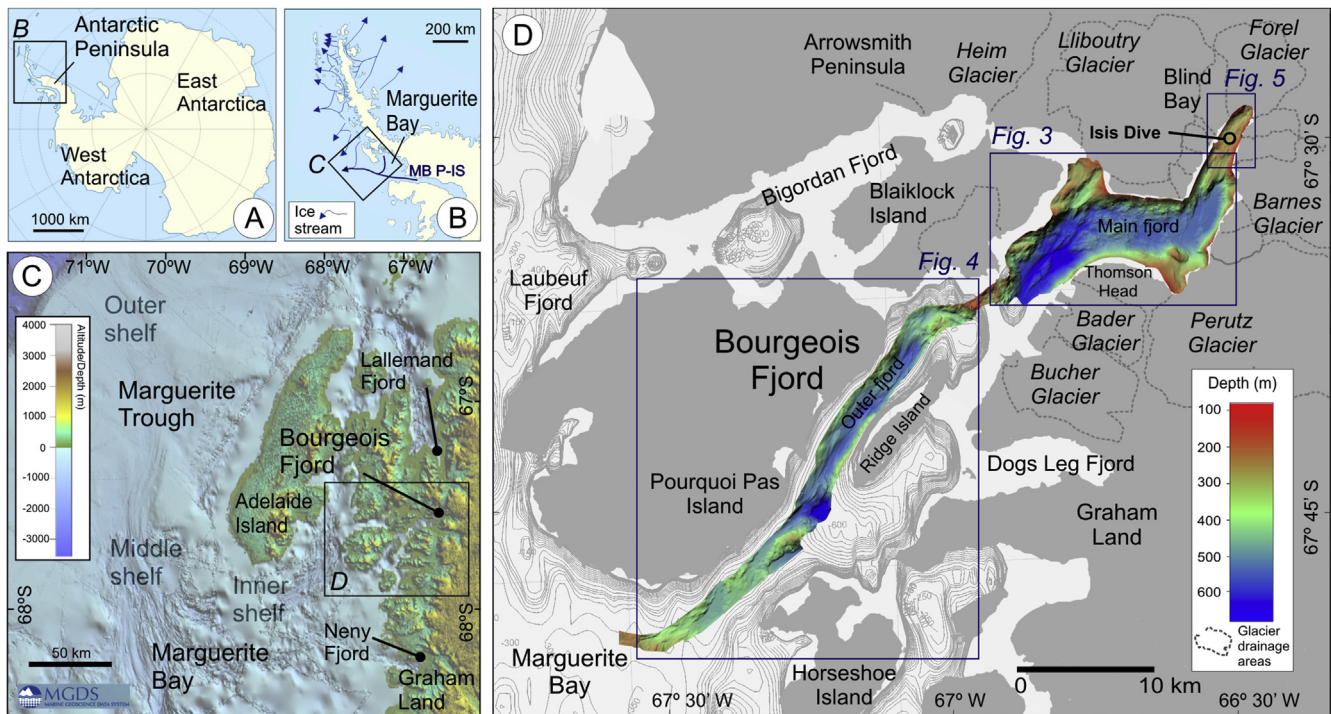 A
B
Antarctic
Peninsula
East
Antarctica
West
Antarctica
1000 km
B
200 km
Marguerite
Bay
C
MB P-IS
Ice
stream
C
71°W
70°W
69°W
68°W
67°W
Outer
shelf
4000
3000
2000
1000
0
-1000
-2000
-3000
Altitude/Depth (m)
Marguerite
Trough
Lallemand
Fjord
67°S
Bourgeois
Fjord
Adelaide
Island
D
Middle
shelf
Inner
shelf
68°S
68°S
Neny
Fjord
Marguerite
Bay
Graham
Land
50 km
MGDS
MARINE GEOSCIENCE DATA SYSTEM
D
Arrowsmith
Peninsula
Heim
Glacier
Lliboutry
Glacier
Forel
Glacier
Blind
Bay
Fig. 5
Isis Dive
67° 30' S
Fig. 3
Bigordan Fjord
Blaiklock
Island
Barnes
Glacier
Main fjord
Fig. 4
Laubeuf
Fjord
Thomson
Head
Bader
Glacier
Perutz
Glacier
Bourgeois
Fjord
Bucher
Glacier
Outer fjord
Ridge Island
Dogs Leg Fjord
Pourquoi Pas
Island
Graham
Land
67° 45' S
Depth (m)
100
200
300
400
500
600
Glacier
drainage
areas
Marguerite
Bay
Horseshoe
Island
0
10 km
67° 30' W
67° W
66° 30' W